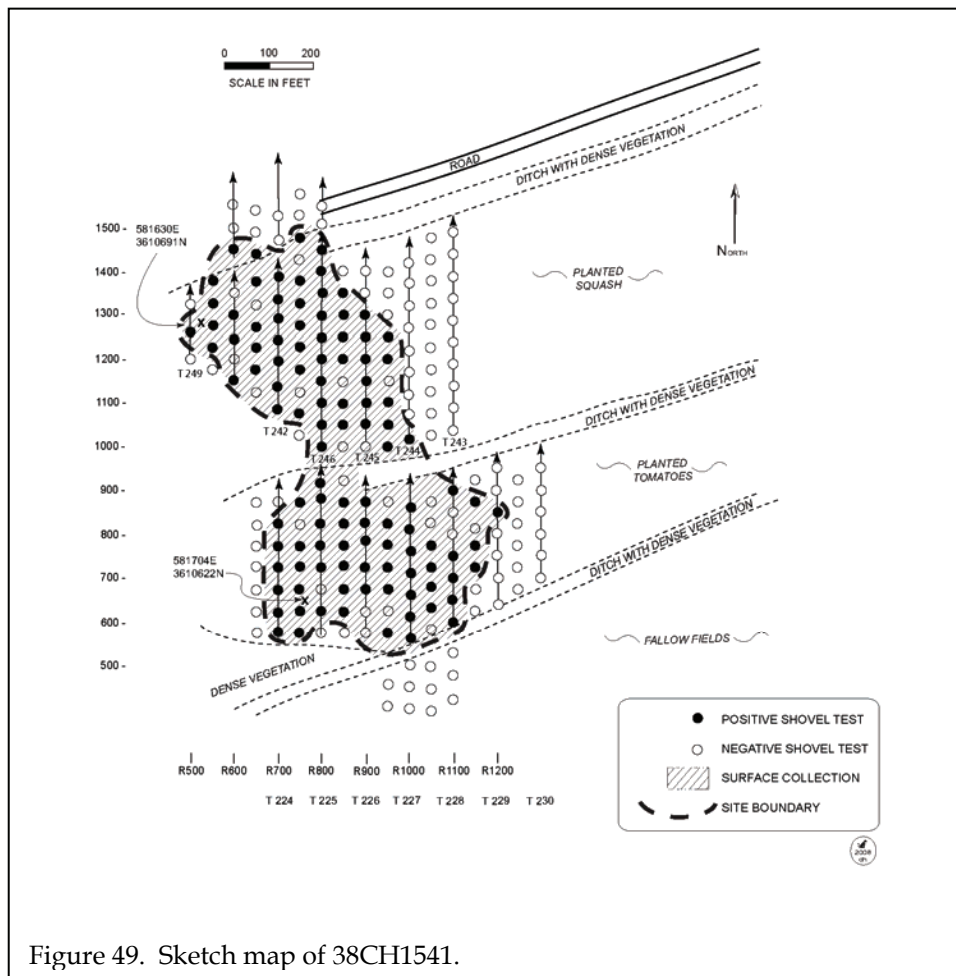 0 100 200
SCALE IN FEET
ROAD
DITCH WITH DENSE VEGETATION
NORTH
581630E
3610691N
1500 -
1400 -
1300 -
1200 -
1100 -
1000 -
900 -
800 -
700 -
600 -
500 -
PLANTED
SQUASH
T 249
T 242
T 246
T 245
T 244
T 243
DITCH WITH DENSE VEGETATION
PLANTED
TOMATOES
DITCH WITH DENSE VEGETATION
581704E
3610622N
X
X
FALLOW FIELDS
DENSE VEGETATION
R500 R600 R700 R800 R900 R1000 R1100 R1200
T 224 T 225 T 226 T 227 T 228 T 229 T 230
POSITIVE SHOVEL TEST
NEGATIVE SHOVEL TEST
SURFACE COLLECTION
SITE BOUNDARY
2008
Figure 49. Sketch map of 38CH1541.